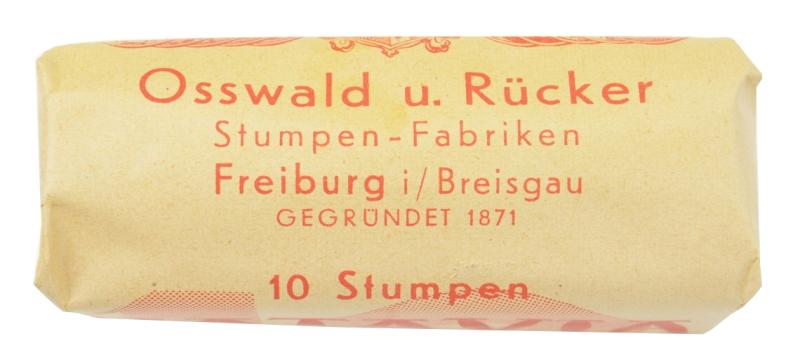 Osswald u. Rücker
Stumpen-Fabriken
Freiburg i/Breisgau
GEGRÜNDET 1871
10 Stumpen